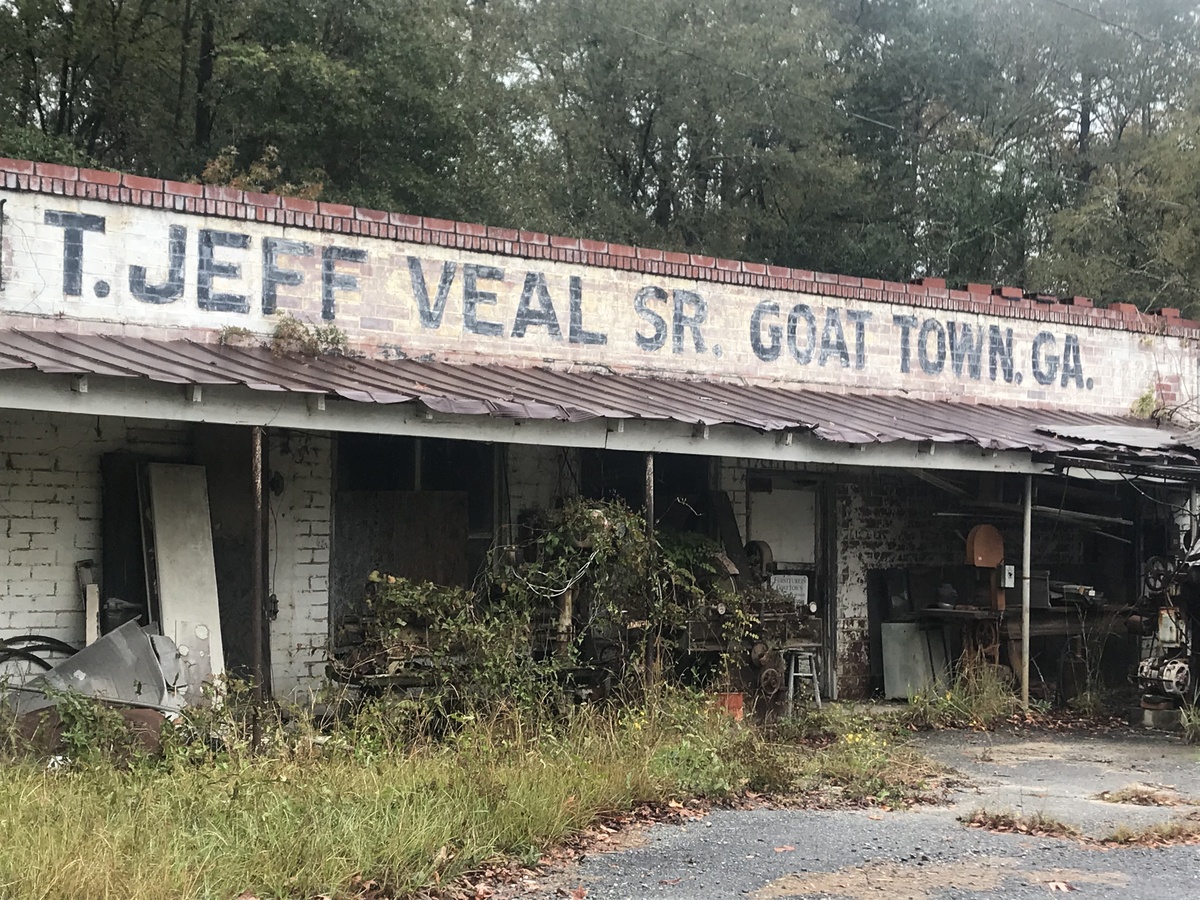 T. JEFF VEAL SR. GOAT TOWN. GA.